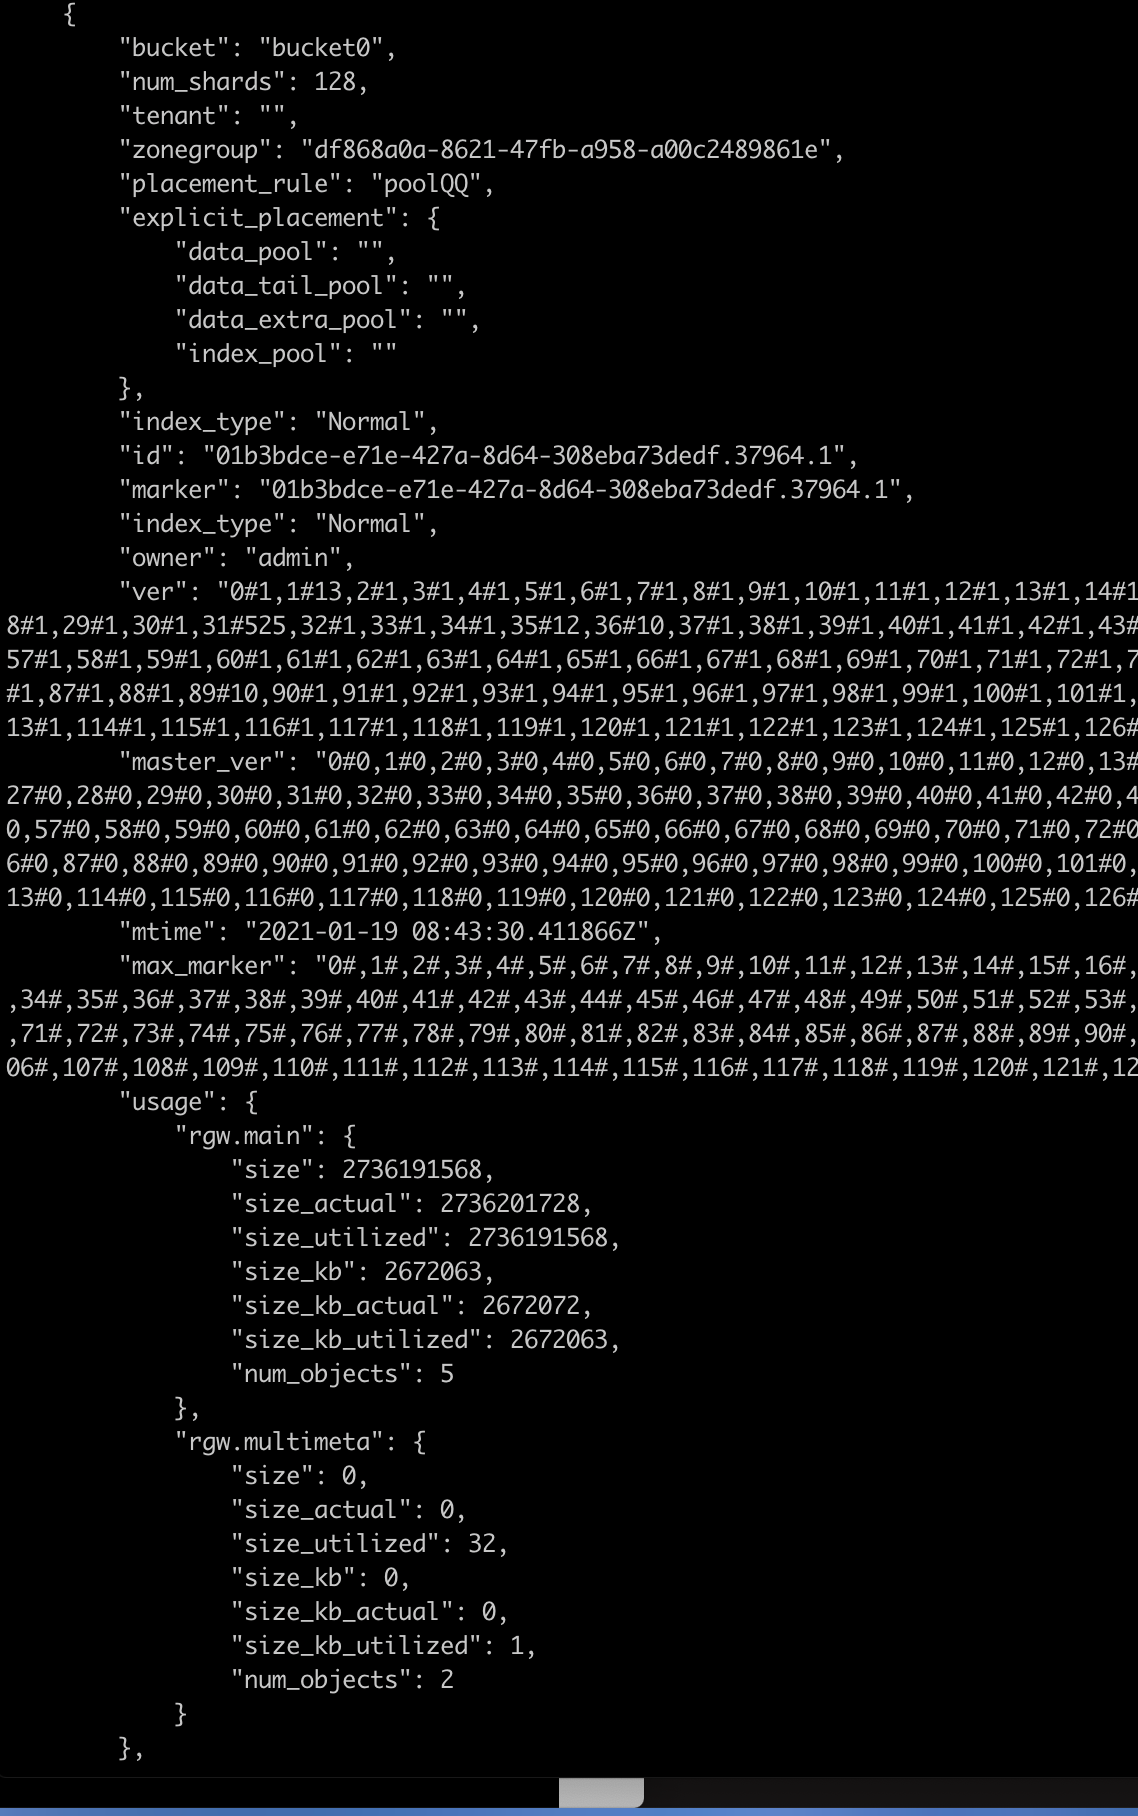 {
"bucket": "bucket0",
"num_shards": 128,
"tenant": "",
"zonegroup": "df868a0a-8621-47fb-a958-a00c2489861e",
"placement_rule": "poolQQ",
"explicit_placement": {
"data_pool": "",
"data_tail_pool": "",
"data_extra_pool": "",
"index_pool": ""
},
"index_type": "Normal",
"id": "01b3bdce-e71e-427a-8d64-308eba73dedf.37964.1",
"marker": "01b3bdce-e71e-427a-8d64-308eba73dedf.37964.1",
"index_type": "Normal",
"owner": "admin",
"ver": "0#1,1#13,2#1,3#1,4#1,5#1,6#1,7#1,8#1,9#1,10#1,11#1,12#1,13#1,14#1
8#1,29#1,30#1,31#525,32#1,33#1,34#1,35#12,36#10,37#1,38#1,39#1,40#1,41#1,42#1,43#
57#1,58#1,59#1,60#1,61#1,62#1,63#1,64#1,65#1,66#1,67#1,68#1,69#1,70#1,71#1,72#1,7
#1,87#1,88#1,89#10,90#1,91#1,92#1,93#1,94#1,95#1,96#1,97#1,98#1,99#1,100#1,101#1,
13#1,114#1,115#1,116#1,117#1,118#1,119#1,120#1,121#1,122#1,123#1,124#1,125#1,126#
"master_ver": "0#0,1#0,2#0,3#0,4#0,5#0,6#0,7#0,8#0,9#0,10#0,11#0,12#0,13#
27#0,28#0,29#0,30#0,31#0,32#0,33#0,34#0,35#0,36#0,37#0,38#0,39#0,40#0,41#0,42#0,4
0,57#0,58#0,59#0,60#0,61#0,62#0,63#0,64#0,65#0,66#0,67#0,68#0,69#0,70#0,71#0,72#0
6#0,87#0,88#0,89#0,90#0,91#0,92#0,93#0,94#0,95#0,96#0,97#0,98#0,99#0,100#0,101#0,
13#0,114#0,115#0,116#0,117#0,118#0,119#0,120#0,121#0,122#0,123#0,124#0,125#0,126#
"mtime": "2021-01-19 08:43:30.411866Z",
"max_marker": "0#,1#,2#,3#,4#,5#,6#,7#,8#,9#,10#,11#,12#,13#,14#,15#,16#,
,34#,35#,36#,37#,38#,39#,40#,41#,42#,43#,44#,45#,46#,47#,48#,49#,50#,51#,52#,53#,
,71#,72#,73#,74#,75#,76#,77#,78#,79#,80#,81#,82#,83#,84#,85#,86#,87#,88#,89#,90#,
06#,107#,108#,109#,110#,111#,112#,113#,114#,115#,116#,117#,118#,119#,120#,121#,12
"usage": {
"rgw.main": {
"size": 2736191568,
"size_actual": 2736201728,
"size_utilized": 2736191568,
"size_kb": 2672063,
"size_kb_actual": 2672072,
"size_kb_utilized": 2672063,
"num_objects": 5
},
"rgw.multimeta": {
"size": 0,
"size_actual": 0,
"size_utilized": 32,
"size_kb": 0,
"size_kb_actual": 0,
"size_kb_utilized": 1,
"num_objects": 2
}
},